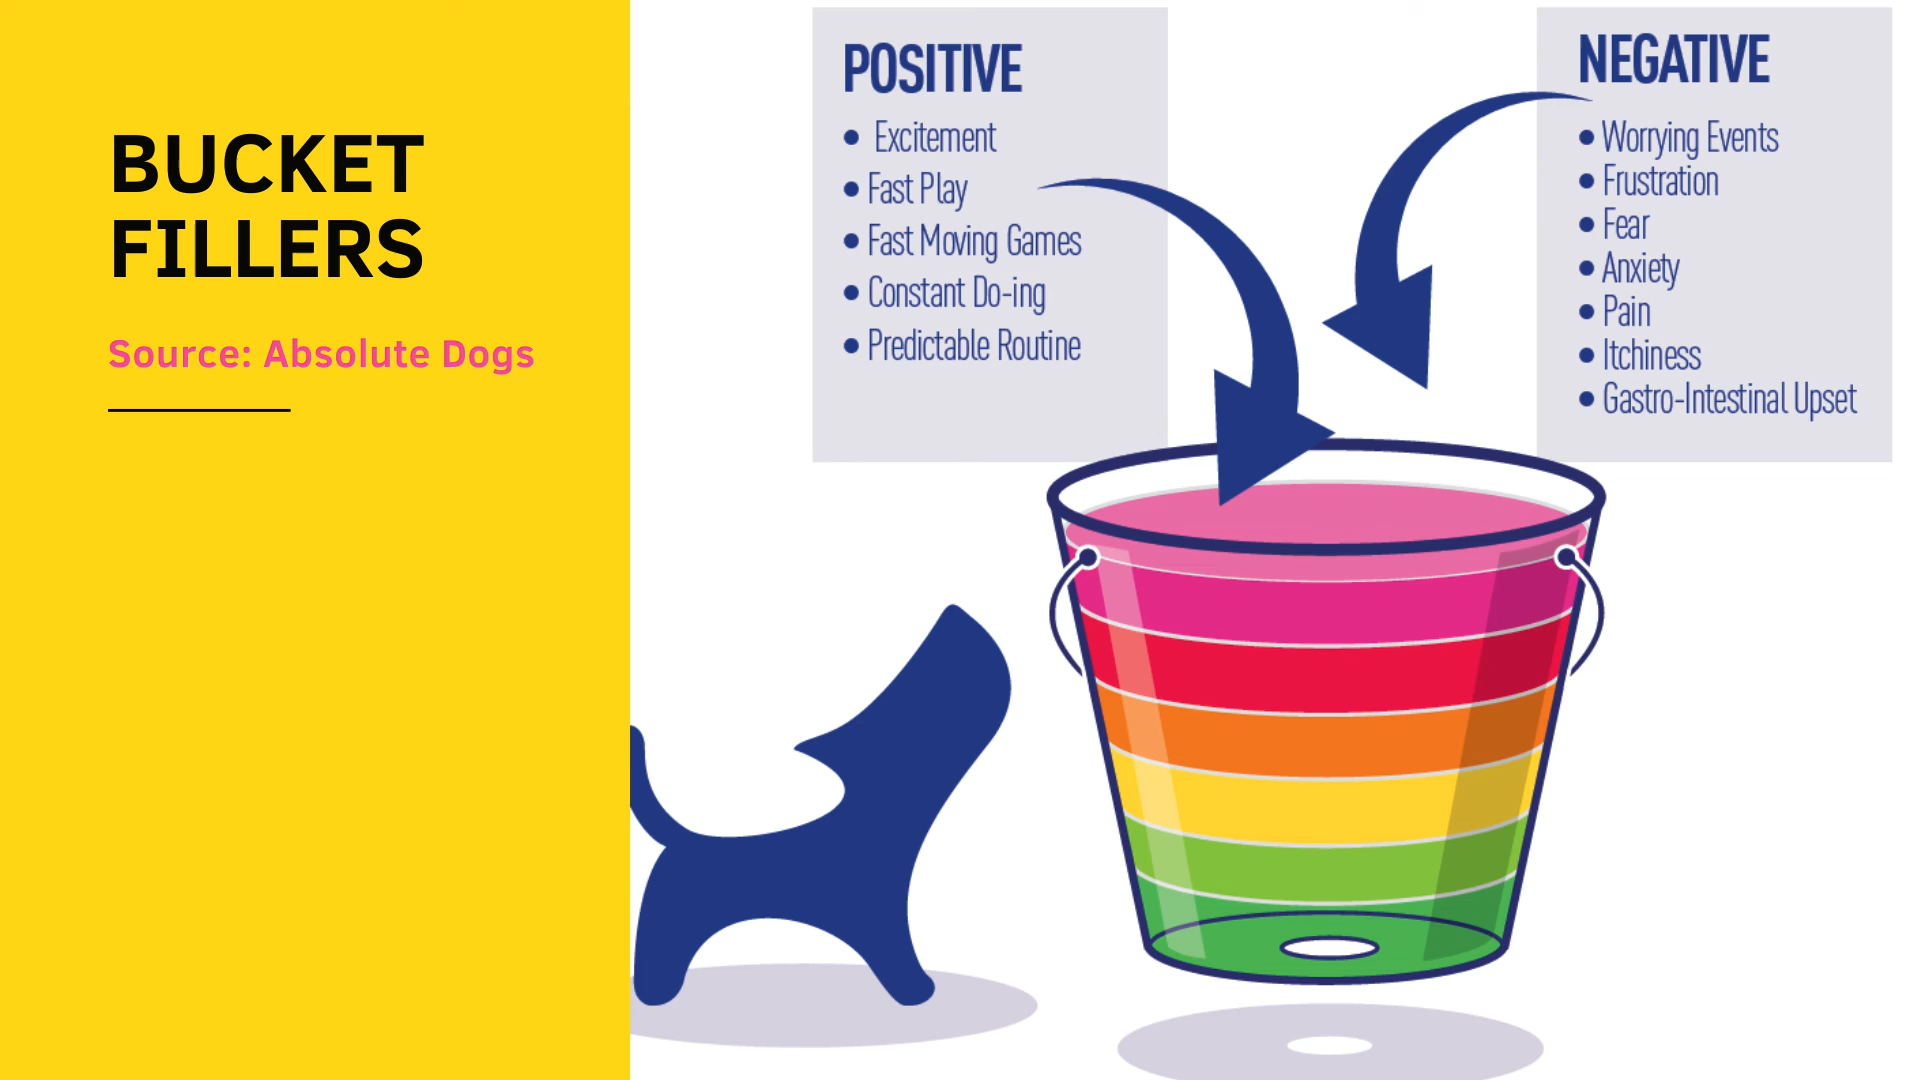 BUCKET
FILLERS
Source: Absolute Dogs
POSITIVE
• Excitement
• Fast Play
• Fast Moving Games
• Constant Do-ing
• Predictable Routine
NEGATIVE
• Worrying Events
• Frustration
• Fear
• Anxiety
• Pain
• Itchiness
• Gastro-Intestinal Upset